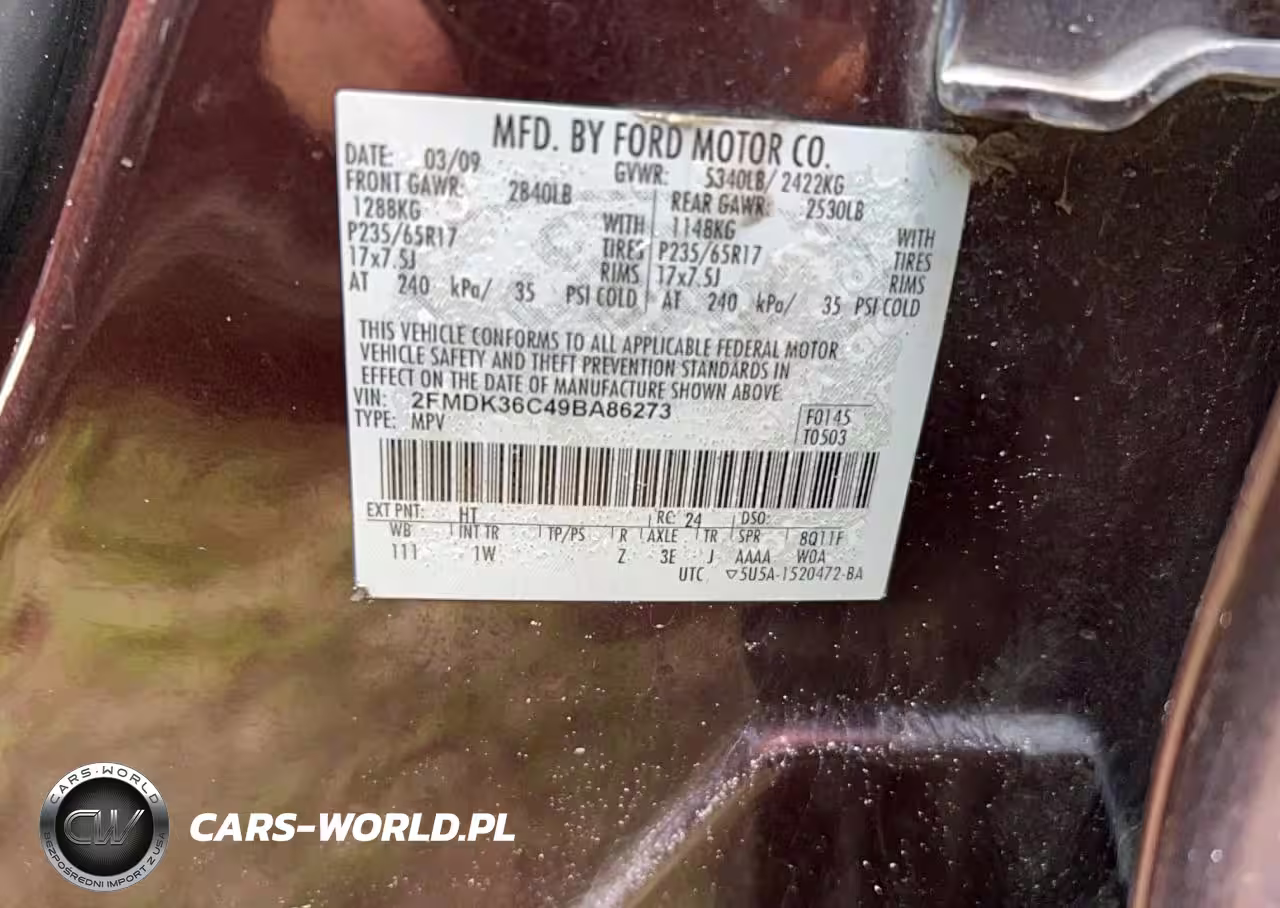 MFD. BY FORD MOTOR CO.
DATE: 03/09 GVWR: 5340LB/ 2422KG
FRONT GAWR: 2840LB REAR GAWR: 2530LB
1288KG WITH 1148KG WITH
P235/65R17 TIRES P235/65R17 TIRES
17x7.5J RIMS 17x7.5J RIMS
AT 240 kPa/ 35 PSI COLD AT 240 kPa/ 35 PSI COLD
THIS VEHICLE CONFORMS TO ALL APPLICABLE FEDERAL MOTOR
VEHICLE SAFETY AND THEFT PREVENTION STANDARDS IN
EFFECT ON THE DATE OF MANUFACTURE SHOWN ABOVE.
VIN: 2FMDK36C49BA86273
TYPE: MPV
F0145
T0503
EXT PNT: HT RC: 24 DSO:
WB INT TR TP/PS R AXLE TR SPR 8Q11F
111 1W Z 3E J AAAA W0A
UTC ▽5U5A-1520472-BA
CARS-WORLD
CW
BEZPOŚREDNI IMPORT Z USA
CARS-WORLD.PL